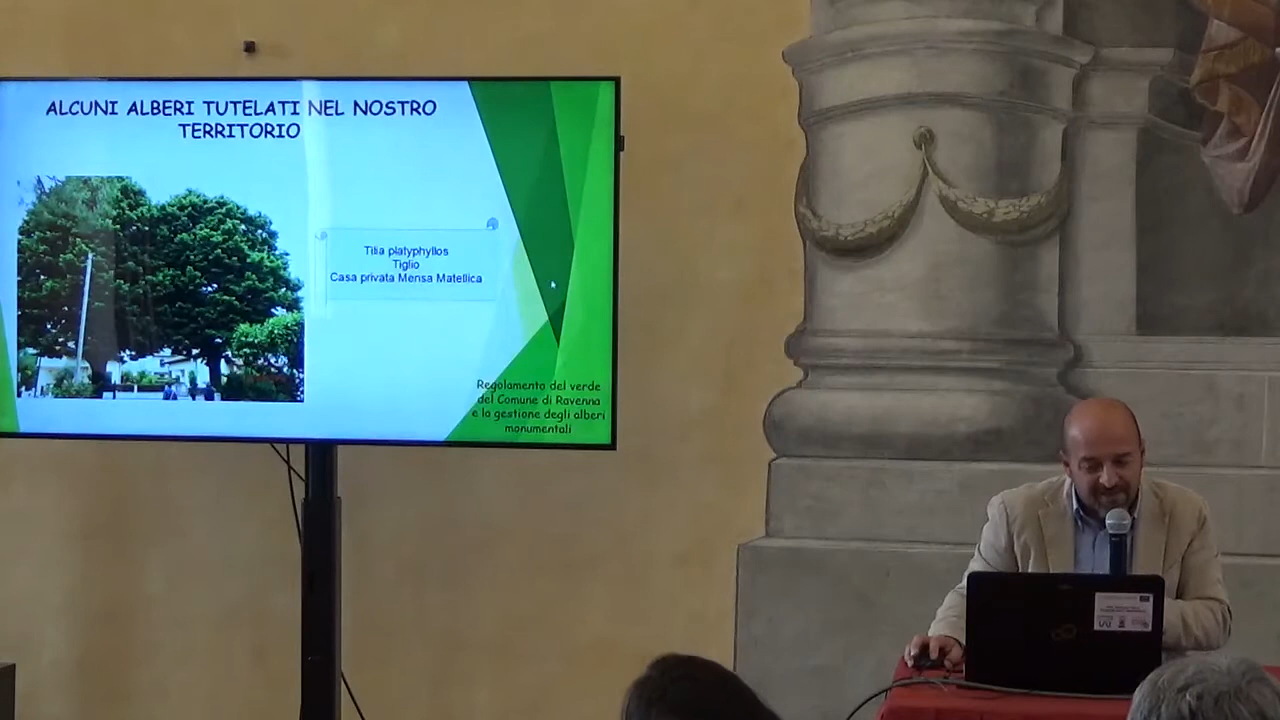 ALCUNI ALBERI TUTELATI NEL NOSTRO
TERRITORIO
Tilia platyphyllos
Tiglio
Casa privata Mensa Matellica
Regolamento del verde
del Comune di Ravenna
e la gestione degli alberi
monumentali